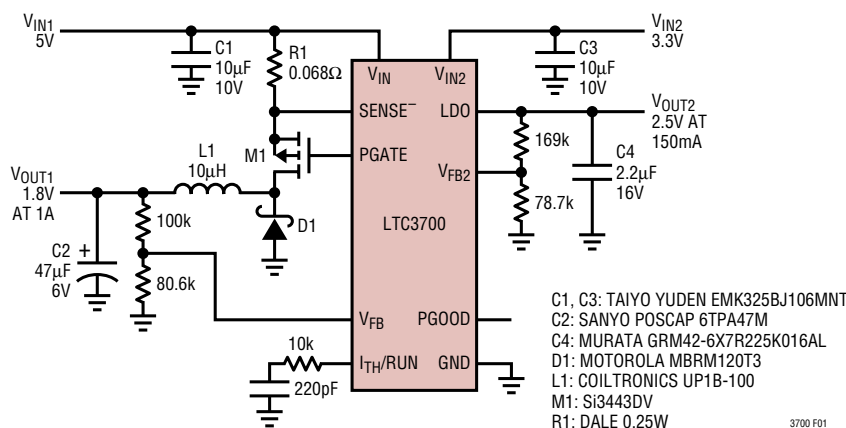 VIN1
5V
C1
10µF
10V
R1
0.068Ω
VIN
VIN2
C3
10µF
10V
VIN2
3.3V
SENSE−
LDO
VOUT2
2.5V AT
150mA
M1
PGATE
169k
C4
2.2µF
16V
VFB2
78.7k
L1
10µH
VOUT1
1.8V
AT 1A
100k
D1
LTC3700
C2
47µF
6V
+
80.6k
VFB
PGOOD
10k
ITH/RUN
GND
220pF
C1, C3: TAIYO YUDEN EMK325BJ106MNT
C2: SANYO POSCAP 6TPA47M
C4: MURATA GRM42-6X7R225K016AL
D1: MOTOROLA MBRM120T3
L1: COILTRONICS UP1B-100
M1: Si3443DV
R1: DALE 0.25W
3700 F01